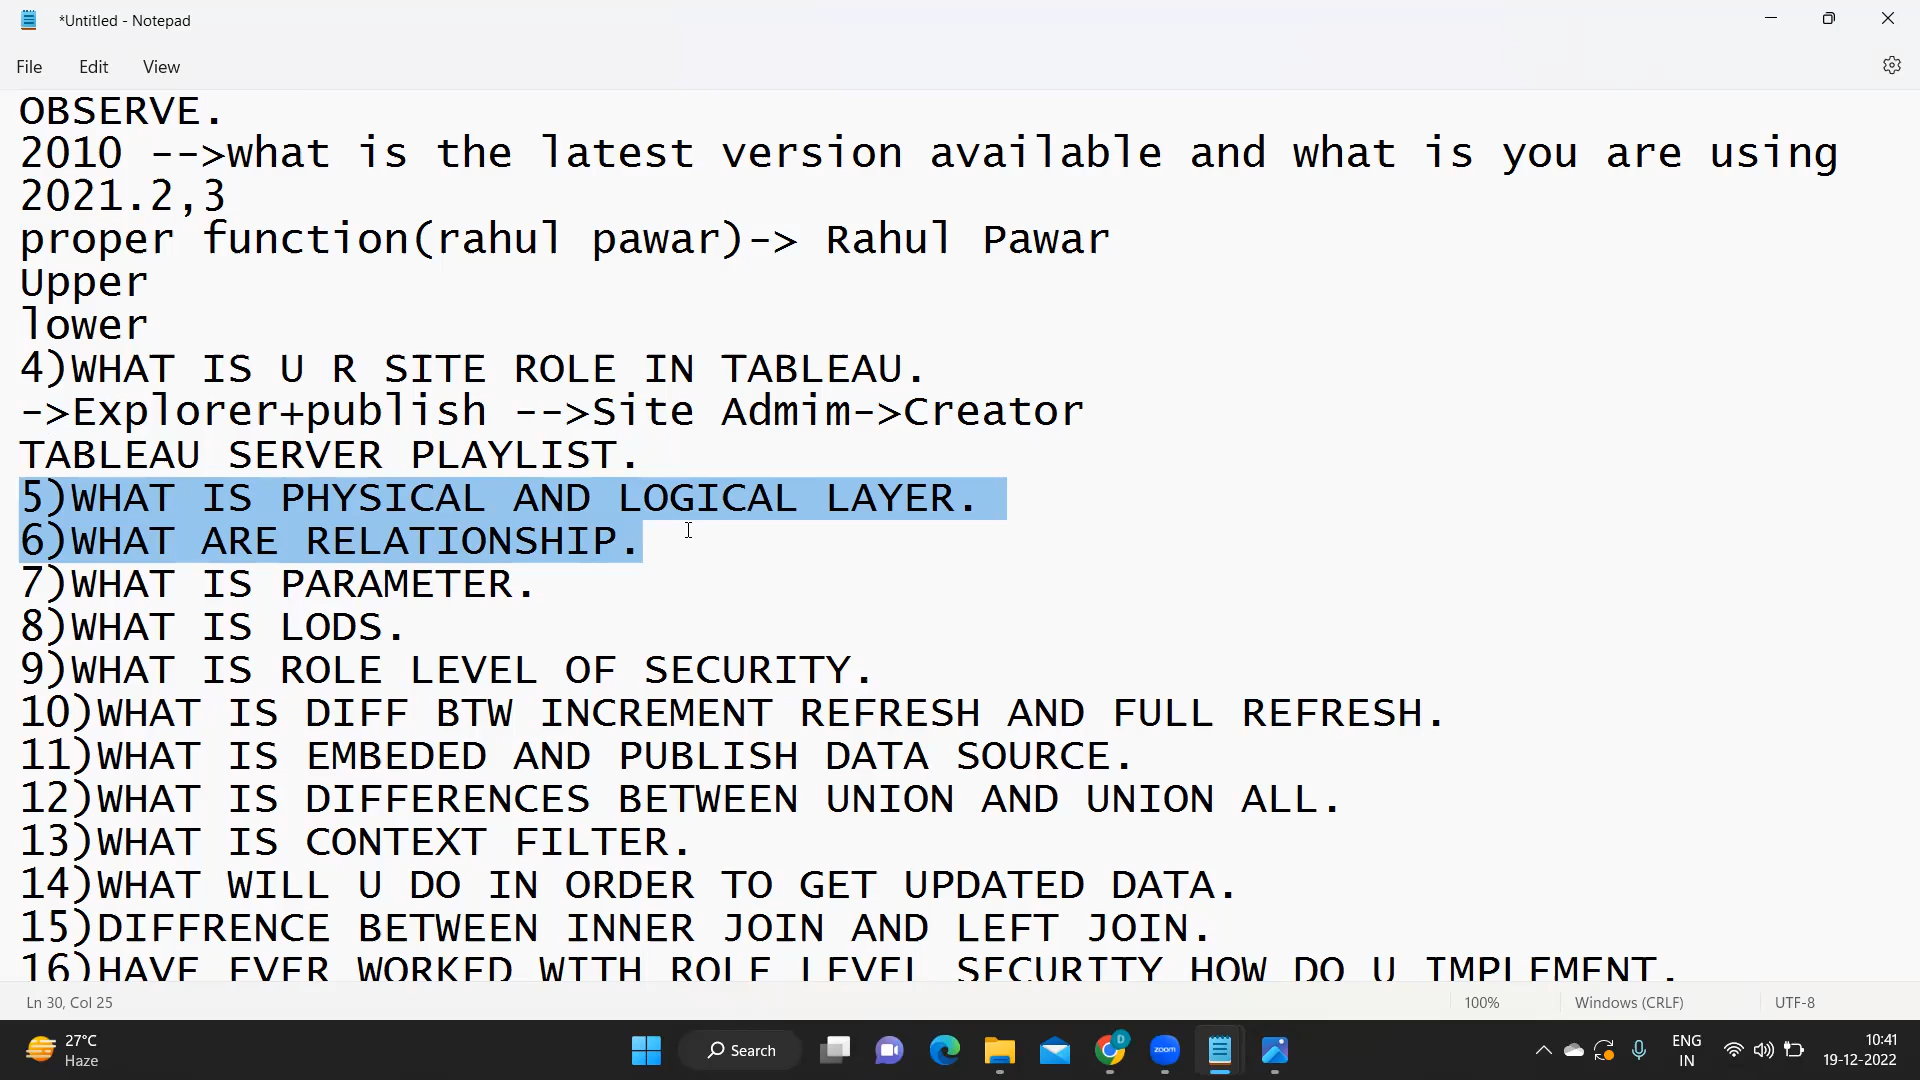 *Untitled - Notepad
File Edit View
OBSERVE.
2010 -->what is the latest version available and what is you are using
2021.2,3
proper function(rahul pawar)-> Rahul Pawar
Upper
lower
4)WHAT IS U R SITE ROLE IN TABLEAU.
->Explorer+publish -->Site Admim->Creator
TABLEAU SERVER PLAYLIST.
5)WHAT IS PHYSICAL AND LOGICAL LAYER.
6)WHAT ARE RELATIONSHIP.
7)WHAT IS PARAMETER.
8)WHAT IS LODS.
9)WHAT IS ROLE LEVEL OF SECURITY.
10)WHAT IS DIFF BTW INCREMENT REFRESH AND FULL REFRESH.
11)WHAT IS EMBEDED AND PUBLISH DATA SOURCE.
12)WHAT IS DIFFERENCES BETWEEN UNION AND UNION ALL.
13)WHAT IS CONTEXT FILTER.
14)WHAT WILL U DO IN ORDER TO GET UPDATED DATA.
15)DIFFRENCE BETWEEN INNER JOIN AND LEFT JOIN.
16)HAVE EVER WORKED WITH ROLE LEVEL SECURITY HOW DO U IMPLEMENT.
Ln 30, Col 25 100% Windows (CRLF) UTF-8
27°C
Haze
Search
D
zoom
ENG
IN
10:41
19-12-2022